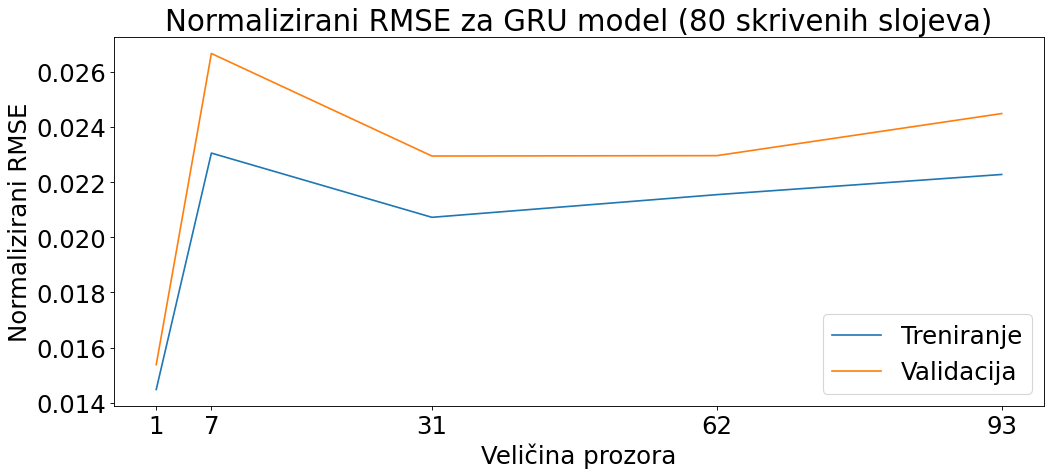 Normalizirani RMSE za GRU model (80 skrivenih slojeva)
Normalizirani RMSE
0.026
0.024
0.022
0.020
0.018
0.016
0.014
Treniranje
Validacija
1 7 31 62 93
Veličina prozora